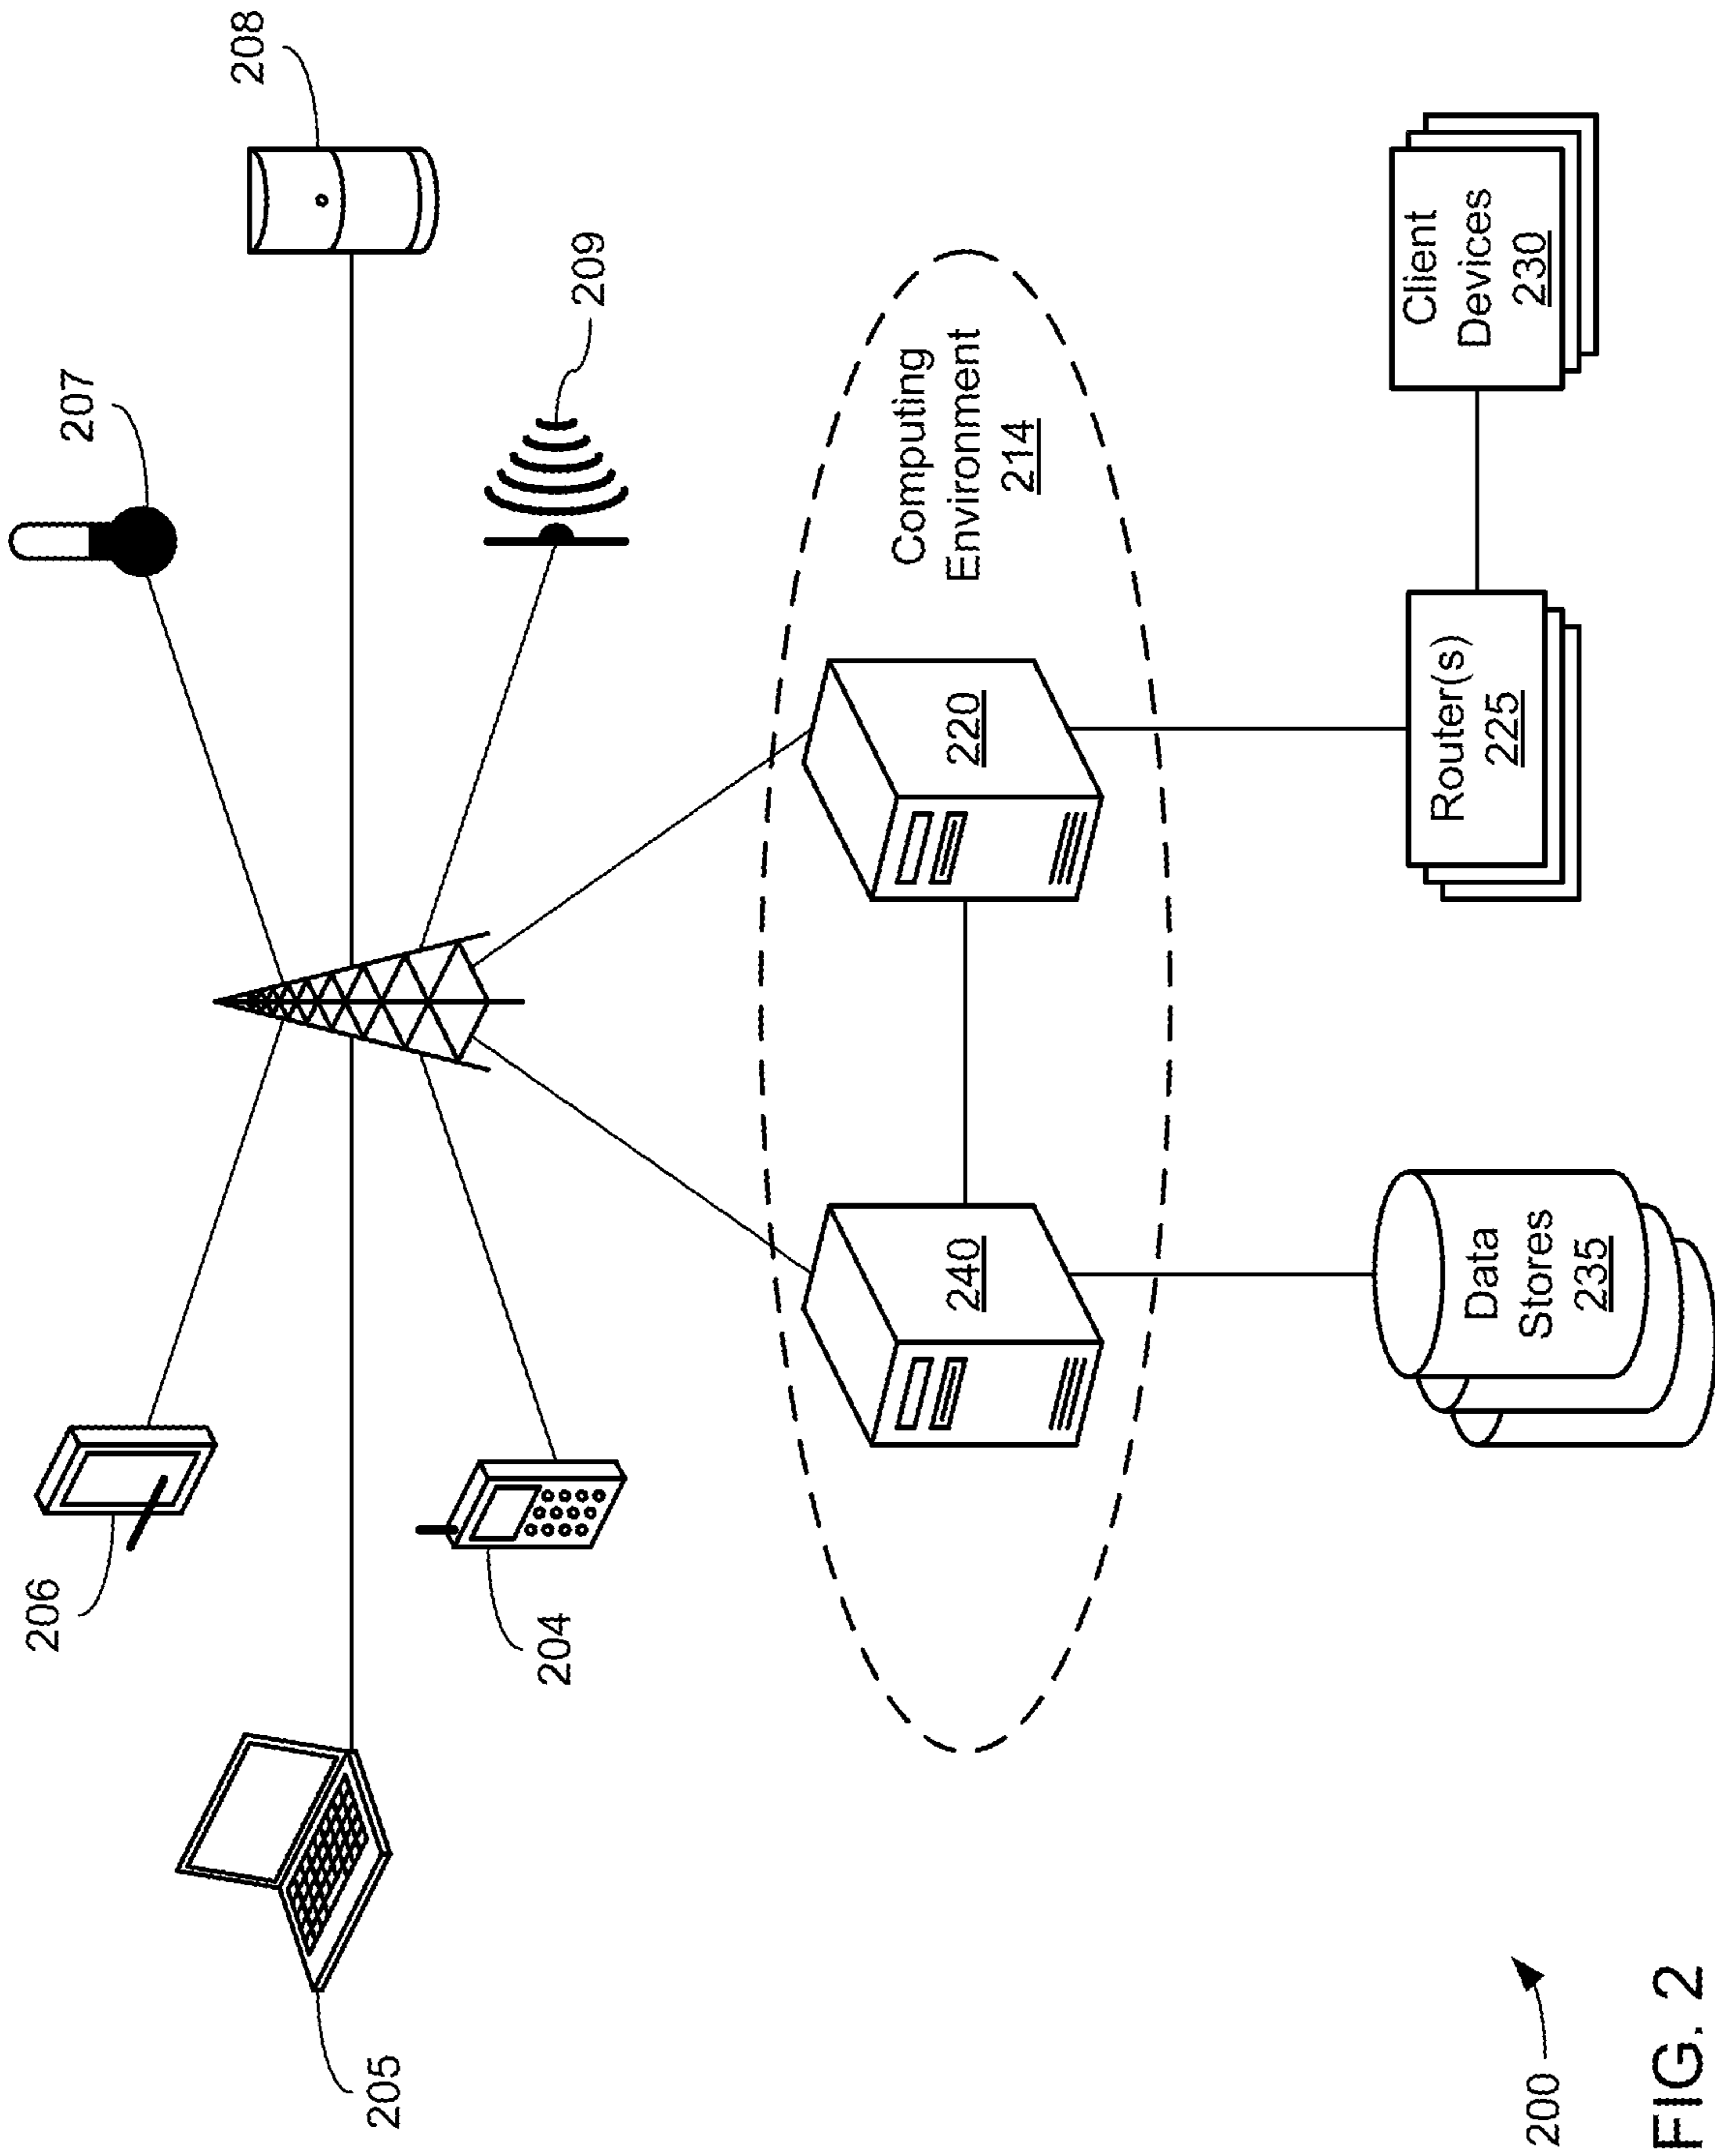 206
207
208
205
204
209
Computing
Environment
214
240
220
Data
Stores
235
Router(s)
225
Client
Devices
230
200
FIG. 2